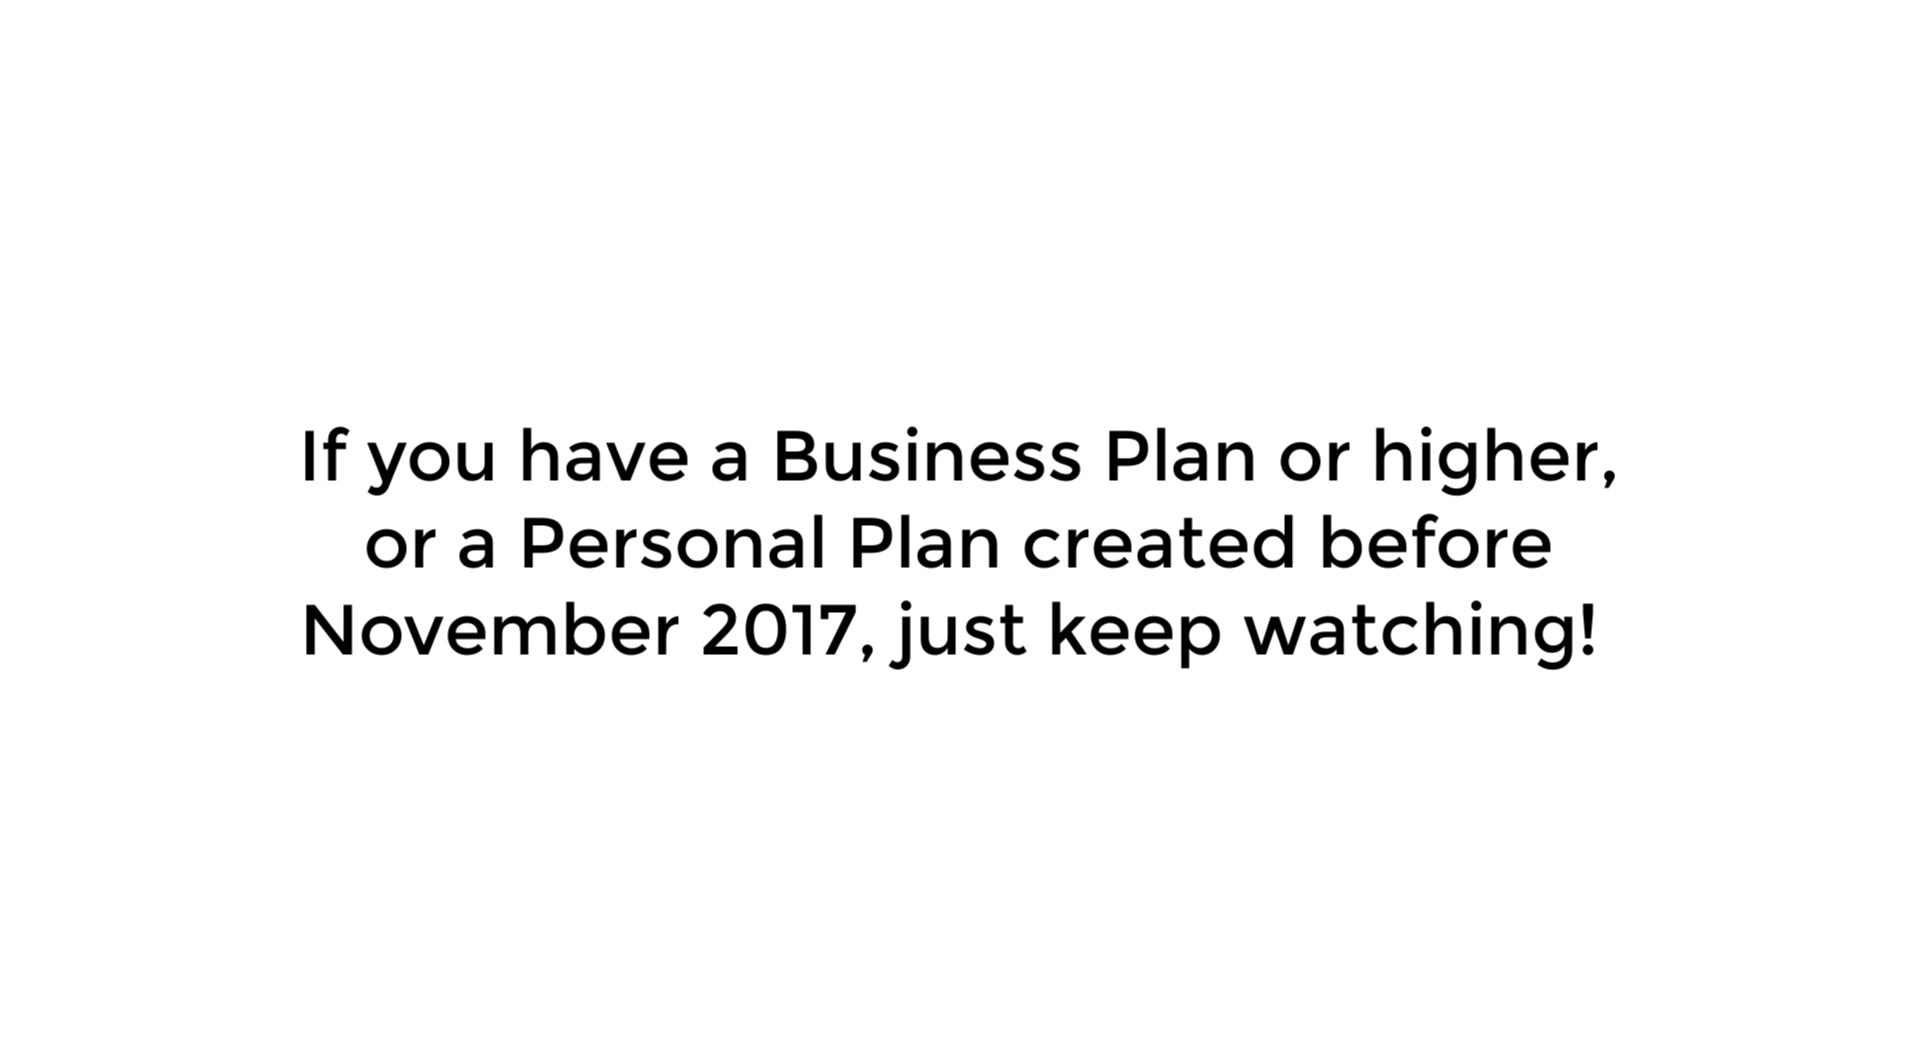 If you have a Business Plan or higher,
or a Personal Plan created before
November 2017, just keep watching!